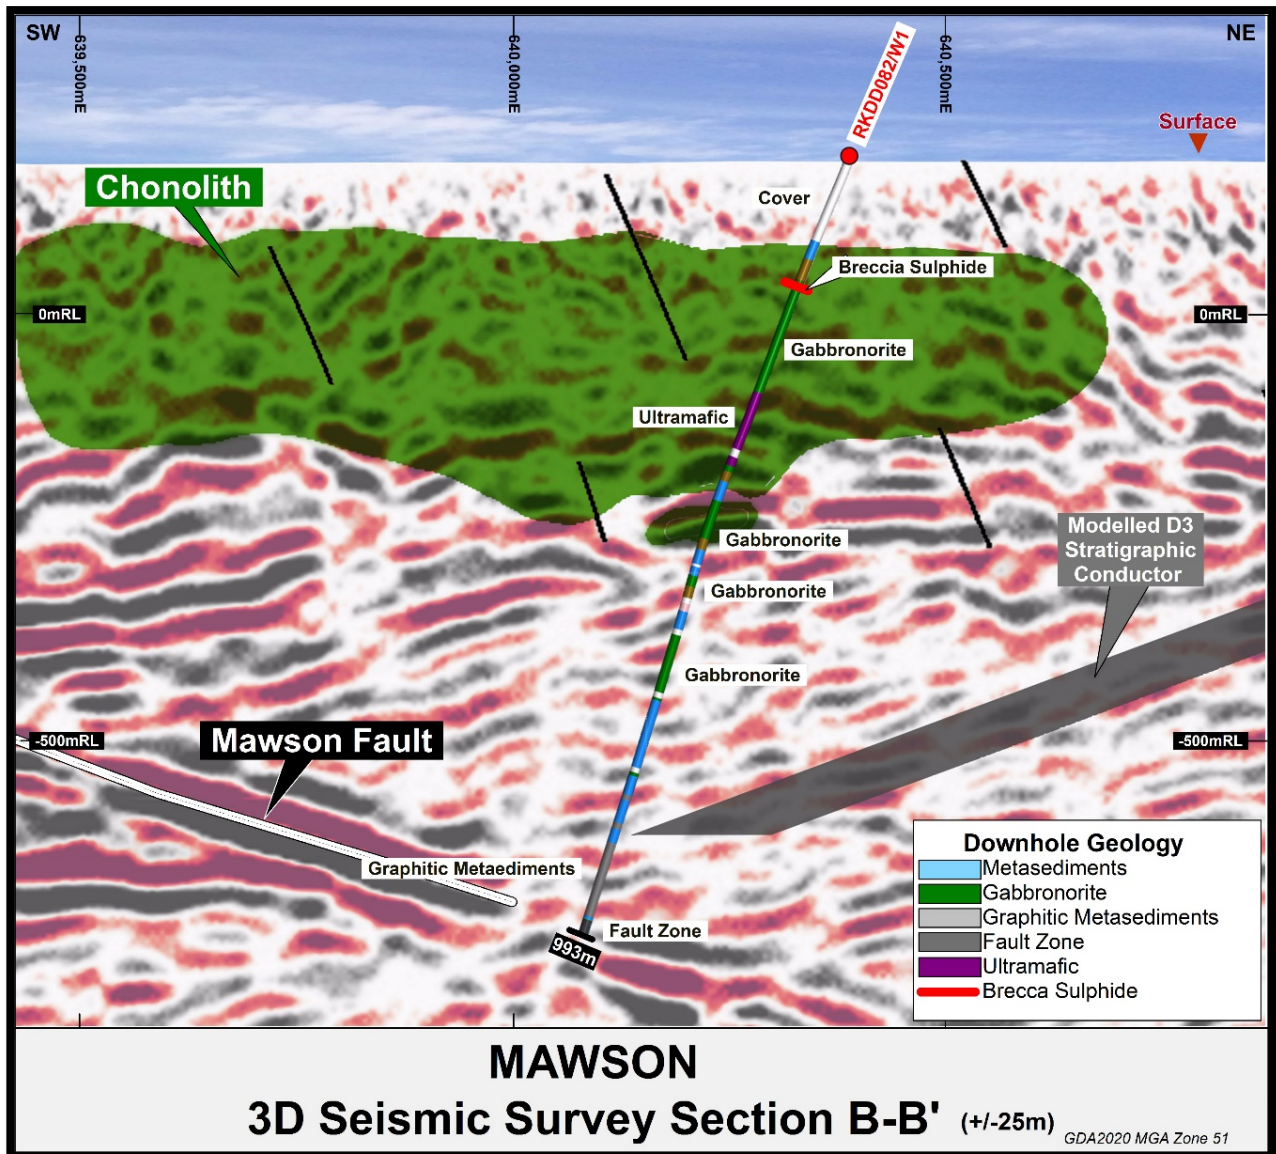 SW
639,500mE
640,000mE
RKDD082/W1
640,500mE
NE
Surface
Chonolith
Cover
Breccia Sulphide
0mRL
0mRL
Gabbronorite
Ultramafic
Gabbronorite
Modelled D3
Stratigraphic
Conductor
Gabbronorite
Gabbronorite
-500mRL
Mawson Fault
-500mRL
Graphitic Metaediments
Fault Zone
993m
Downhole Geology
Metasediments
Gabbronorite
Graphitic Metasediments
Fault Zone
Ultramafic
Brecca Sulphide
MAWSON
3D Seismic Survey Section B-B' (+/-25m)
GDA2020 MGA Zone 51